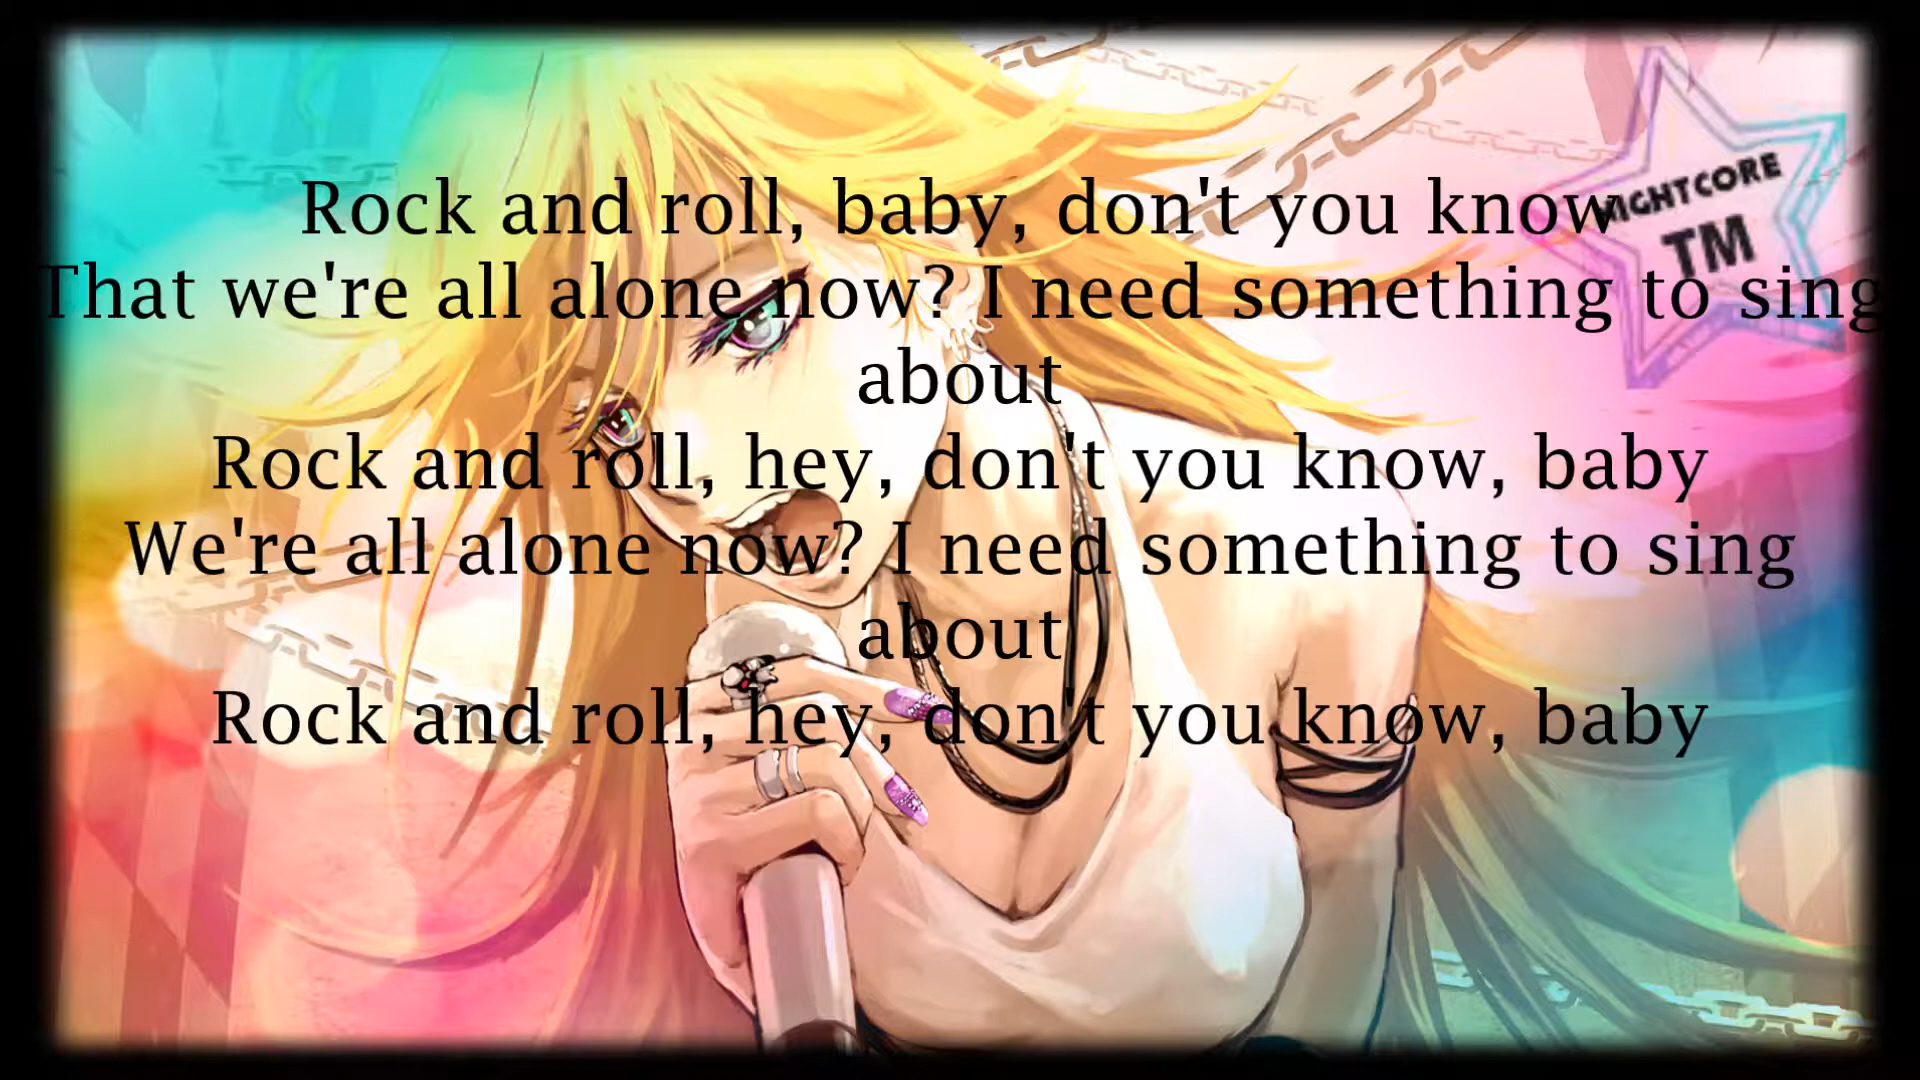 Rock and roll, baby, don't you know
That we're all alone now? I need something to sing
about
Rock and roll, hey, don't you know, baby
We're all alone now? I need something to sing
about
Rock and roll, hey, don't you know, baby
NIGHTCORE
TM